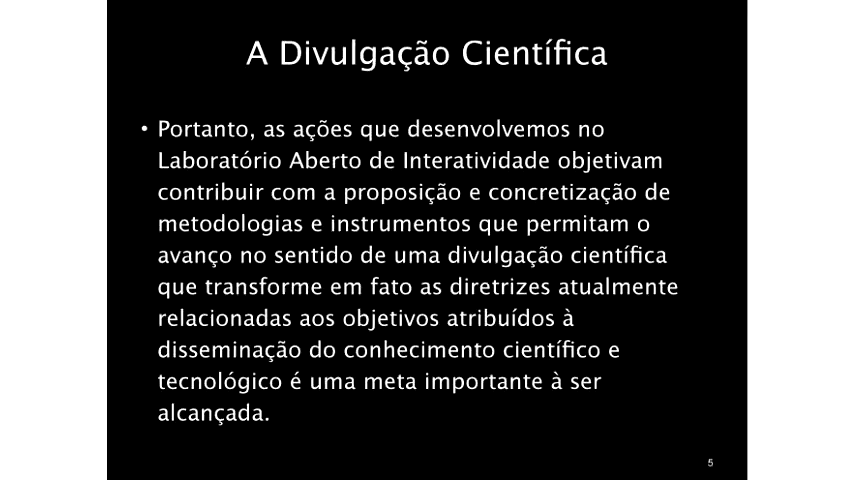 A Divulgação Científica
• Portanto, as ações que desenvolvemos no
Laboratório Aberto de Interatividade objetivam
contribuir com a proposição e concretização de
metodologias e instrumentos que permitam o
avanço no sentido de uma divulgação científica
que transforme em fato as diretrizes atualmente
relacionadas aos objetivos atribuídos à
disseminação do conhecimento científico e
tecnológico é uma meta importante à ser
alcançada.
5